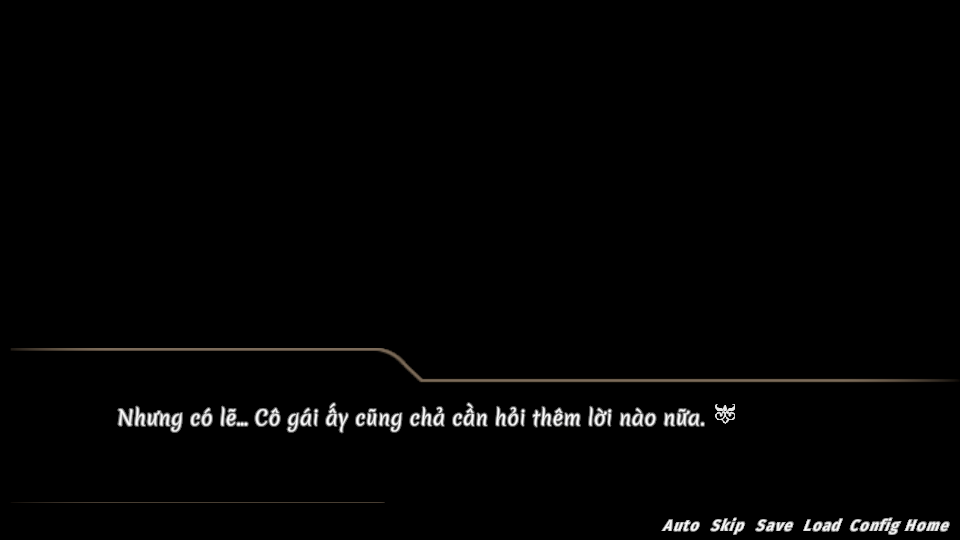 Nhưng có lẽ... Cô gái ấy cũng chả cần hỏi thêm lời nào nữa.
Auto Skip Save Load Config Home